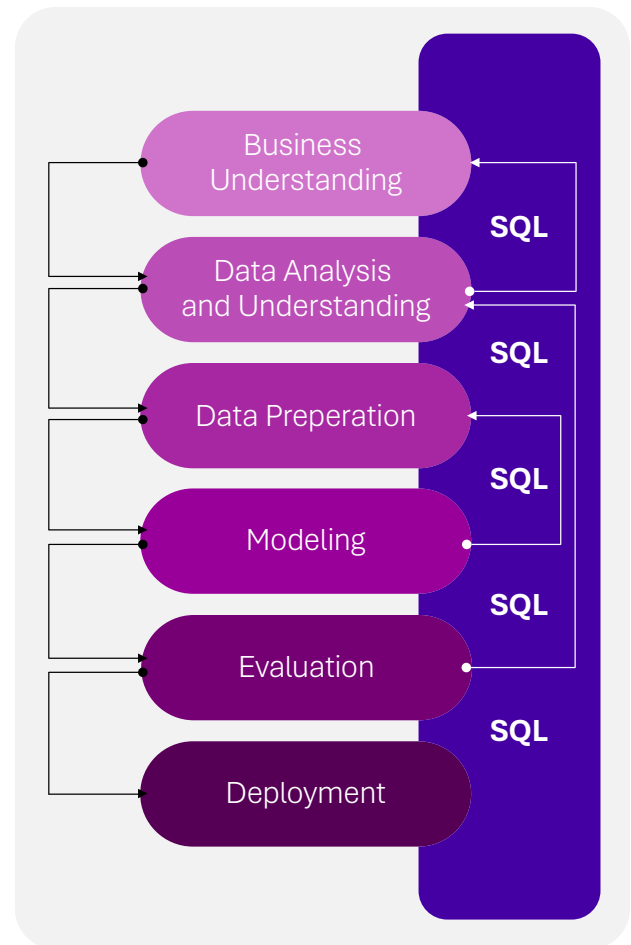 Business
Understanding
SQL
Data Analysis
and Understanding
SQL
Data Preperation
SQL
Modeling
SQL
Evaluation
SQL
Deployment